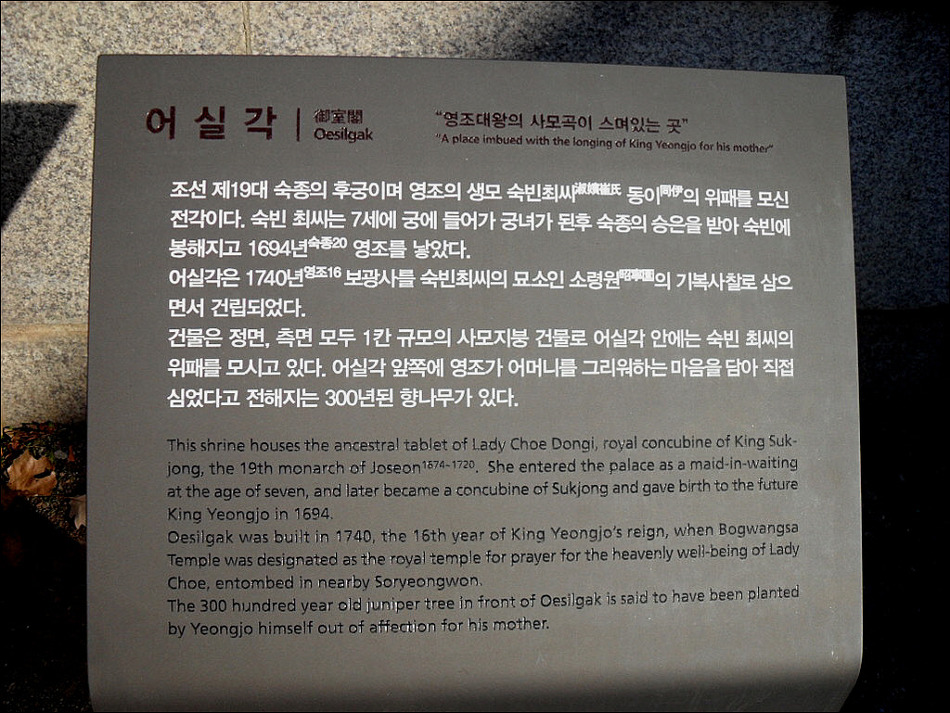 어실각 | 御室閣
Oesilgak
“영조대왕의 사모곡이 스며있는 곳”
“A place imbued with the longing of King Yeongjo for his mother”
조선 제19대 숙종의 후궁이며 영조의 생모 숙빈최씨淑嬪崔氏 동이同伊의 위패를 모신
전각이다. 숙빈 최씨는 7세에 궁에 들어가 궁녀가 된후 숙종의 승은을 받아 숙빈에
봉해지고 1694년숙종20 영조를 낳았다.
어실각은 1740년영조16 보광사를 숙빈최씨의 묘소인 소령원昭寧園의 기복사찰로 삼으
면서 건립되었다.
건물은 정면, 측면 모두 1칸 규모의 사모지붕 건물로 어실각 안에는 숙빈 최씨의
위패를 모시고 있다. 어실각 앞쪽에 영조가 어머니를 그리워하는 마음을 담아 직접
심었다고 전해지는 300년된 향나무가 있다.
This shrine houses the ancestral tablet of Lady Choe Dongi, royal concubine of King Suk-
jong, the 19th monarch of Joseon1674~1720. She entered the palace as a maid-in-waiting
at the age of seven, and later became a concubine of Sukjong and gave birth to the future
King Yeongjo in 1694.
Oesilgak was built in 1740, the 16th year of King Yeongjo's reign, when Bogwangsa
Temple was designated as the royal temple for prayer for the heavenly well-being of Lady
Choe, entombed in nearby Soryeongwon.
The 300 hundred year old juniper tree in front of Oesilgak is said to have been planted
by Yeongjo himself out of affection for his mother.